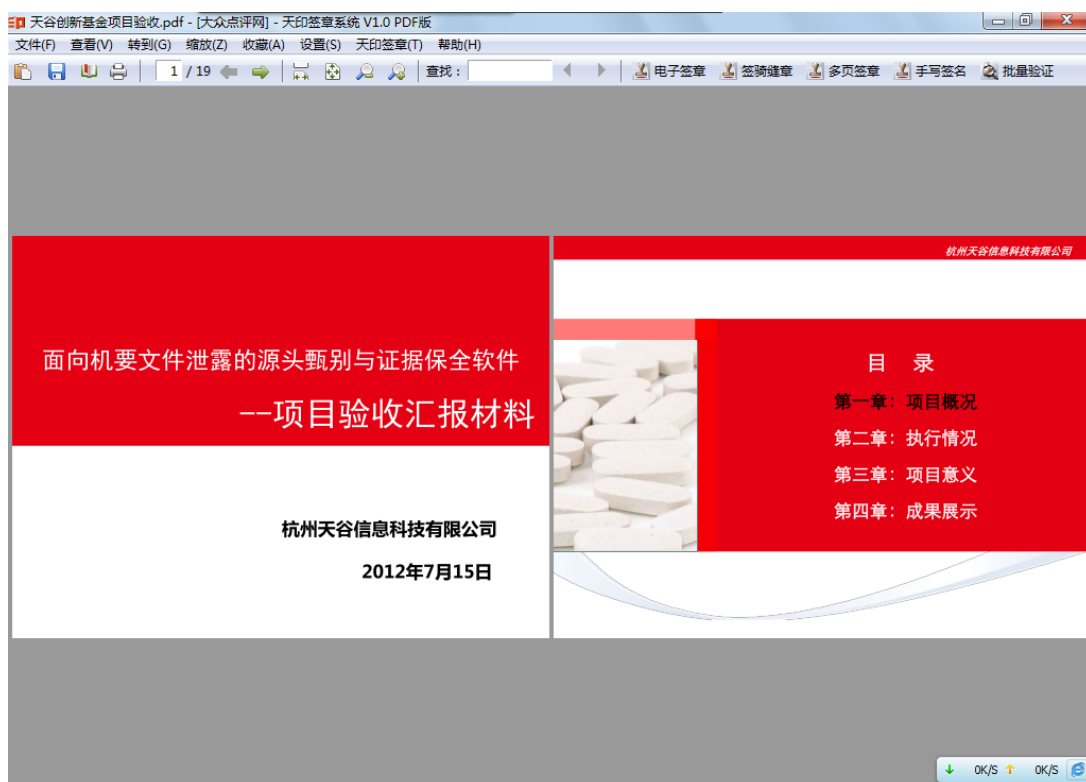 天谷创新基金项目验收.pdf - [大众点评网] - 天印签章系统 V1.0 PDF版
文件(F) 查看(V) 转到(G) 缩放(Z) 收藏(A) 设置(S) 天印签章(T) 帮助(H)
1 / 19 查找： 电子签章 签骑缝章 多页签章 手写签名 批量验证
面向机要文件泄露的源头甄别与证据保全软件
--项目验收汇报材料
杭州天谷信息科技有限公司
2012年7月15日
杭州天谷信息科技有限公司
目 录
第一章：项目概况
第二章：执行情况
第三章：项目意义
第四章：成果展示
0K/S 0K/S